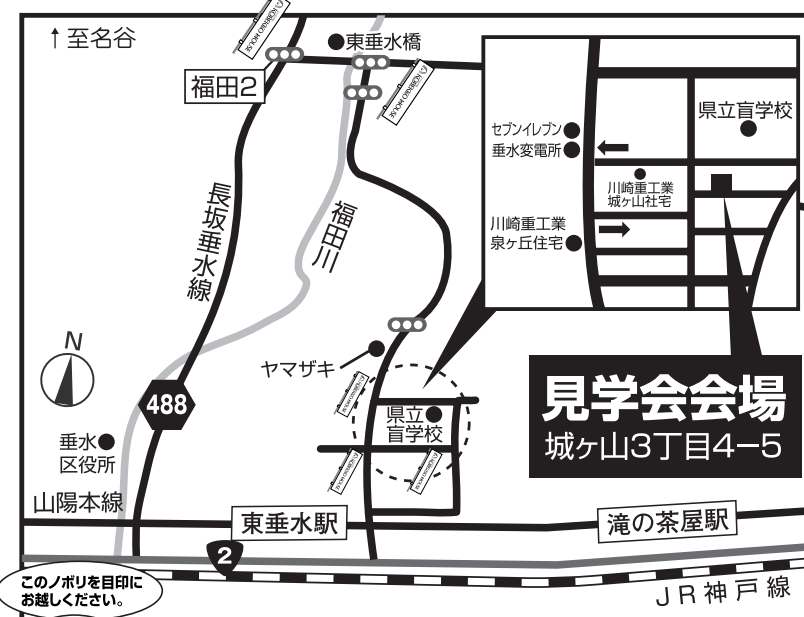 ↑至名谷
東垂水橋
福田2
長坂垂水線
福田川
セブンイレブン
垂水変電所
県立盲学校
川崎重工業
城ヶ山社宅
川崎重工業
泉ヶ丘住宅
N
ヤマザキ
488
県立
盲学校
見学会会場
城ヶ山3丁目4−5
垂水
区役所
山陽本線
東垂水駅
滝の茶屋駅
2
このノボリを目印に
お越しください。
JR神戸線